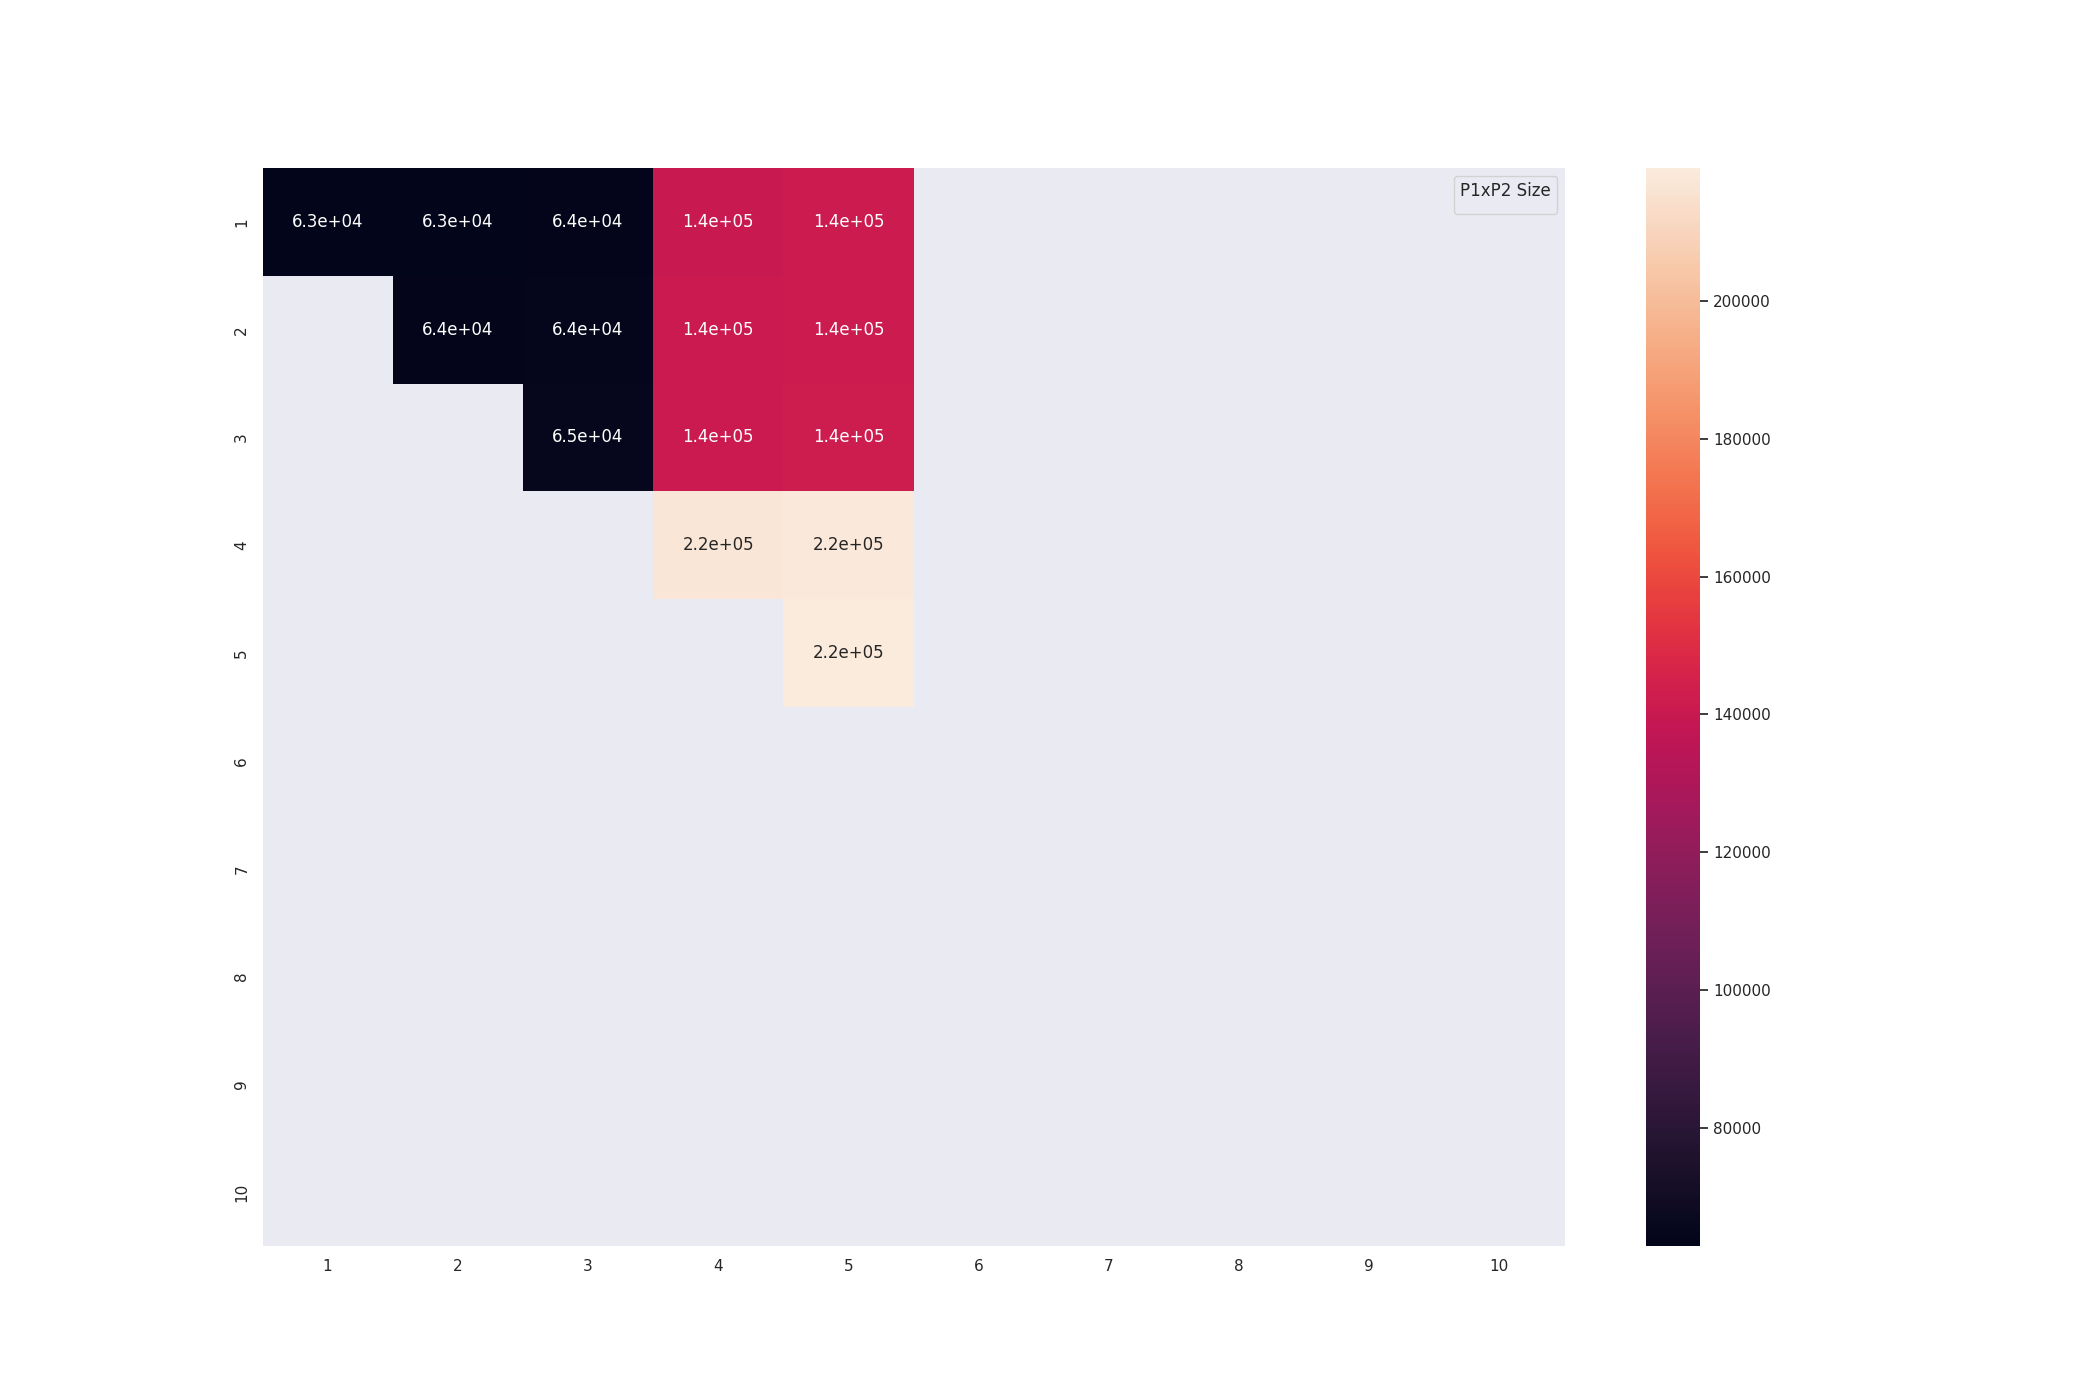 P1xP2 Size
1 6.3e+04 6.3e+04 6.4e+04 1.4e+05 1.4e+05
2 6.4e+04 6.4e+04 1.4e+05 1.4e+05
3 6.5e+04 1.4e+05 1.4e+05
4 2.2e+05 2.2e+05
5 2.2e+05
6
7
8
9
10
1 2 3 4 5 6 7 8 9 10
200000
180000
160000
140000
120000
100000
80000